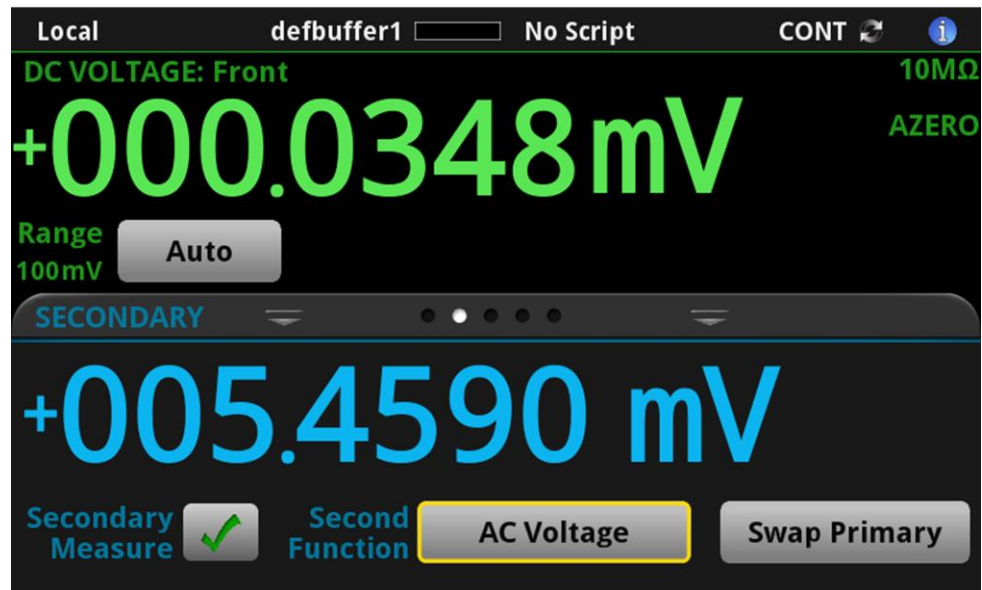 Local defbuffer1 No Script CONT
DC VOLTAGE: Front 10MΩ
+000.0348mV AZERO
Range
100mV Auto
SECONDARY
+005.4590 mV
Secondary Measure Second Function AC Voltage Swap Primary